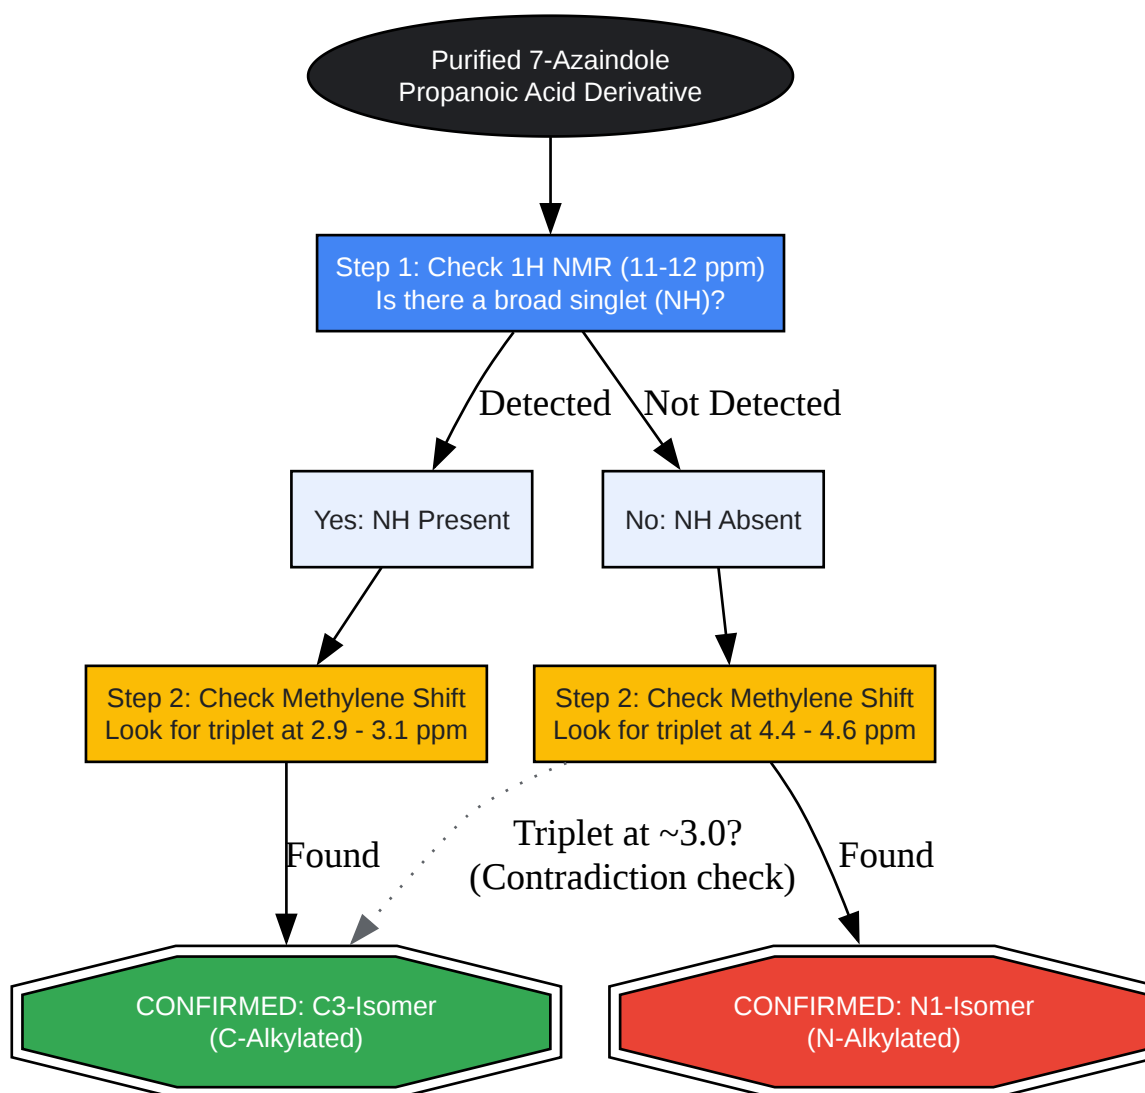 Purified 7-Azaindole
Propanoic Acid Derivative
Step 1: Check 1H NMR (11-12 ppm)
Is there a broad singlet (NH)?
Detected
Not Detected
Yes: NH Present
No: NH Absent
Step 2: Check Methylene Shift
Look for triplet at 2.9 - 3.1 ppm
Step 2: Check Methylene Shift
Look for triplet at 4.4 - 4.6 ppm
Found
Triplet at ~3.0?
(Contradiction check)
Found
CONFIRMED: C3-Isomer
(C-Alkylated)
CONFIRMED: N1-Isomer
(N-Alkylated)